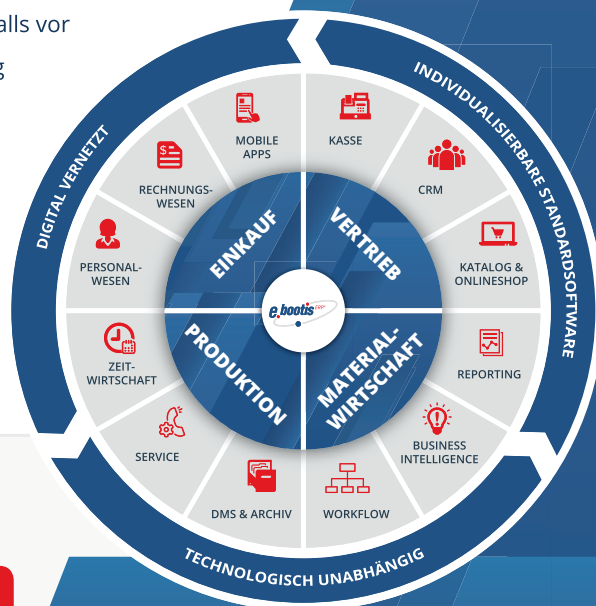 alls vor
g
DIGITAL VERNETZT
INDIVIDUALISIERBARE STANDARDSOFTWARE
TECHNOLOGISCH UNABHÄNGIG
MOBILE
APPS
KASSE
CRM
KATALOG &
ONLINESHOP
REPORTING
BUSINESS
INTELLIGENCE
WORKFLOW
DMS & ARCHIV
SERVICE
ZEIT-
WIRTSCHAFT
PERSONAL-
WESEN
RECHNUNGS-
WESEN
EINKAUF
VERTRIEB
MATERIAL-
WIRTSCHAFT
PRODUKTION
e.bootis ERP